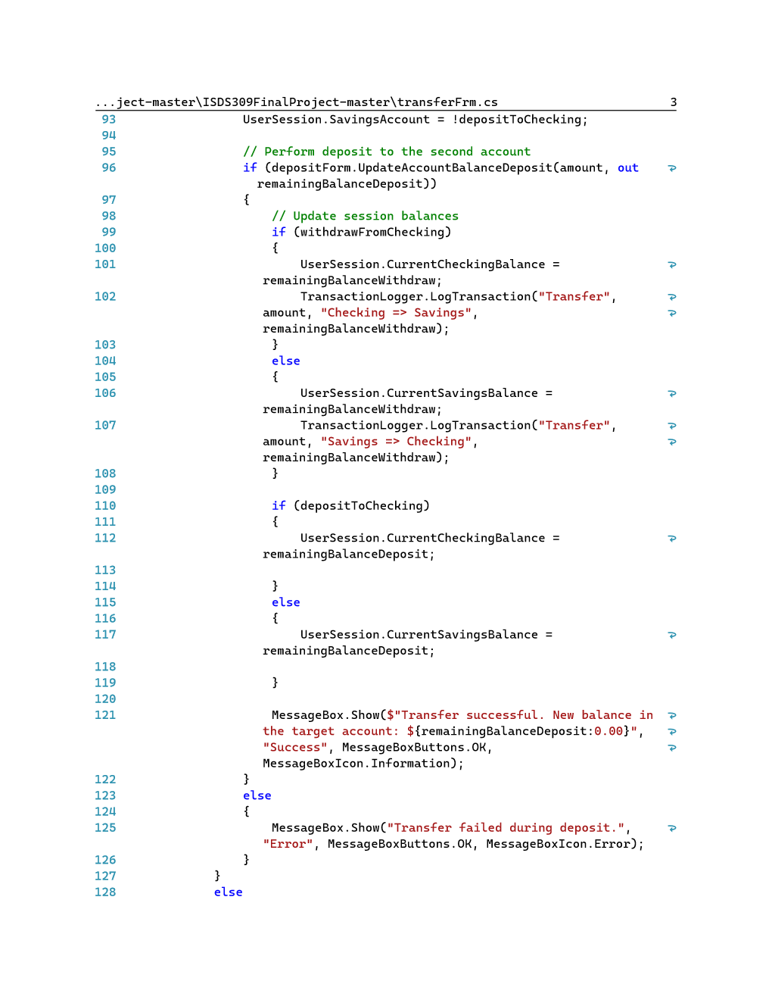 ...ject-master\ISDS309FinalProject-master\transferFrm.cs 3
93 UserSession.SavingsAccount = !depositToChecking;
94
95 // Perform deposit to the second account
96 if (depositForm.UpdateAccountBalanceDeposit(amount, out
remainingBalanceDeposit))
97 {
98 // Update session balances
99 if (withdrawFromChecking)
100 {
101 UserSession.CurrentCheckingBalance =
remainingBalanceWithdraw;
102 TransactionLogger.LogTransaction("Transfer",
amount, "Checking => Savings",
remainingBalanceWithdraw);
103 }
104 else
105 {
106 UserSession.CurrentSavingsBalance =
remainingBalanceWithdraw;
107 TransactionLogger.LogTransaction("Transfer",
amount, "Savings => Checking",
remainingBalanceWithdraw);
108 }
109
110 if (depositToChecking)
111 {
112 UserSession.CurrentCheckingBalance =
remainingBalanceDeposit;
113
114 }
115 else
116 {
117 UserSession.CurrentSavingsBalance =
remainingBalanceDeposit;
118
119 }
120
121 MessageBox.Show($"Transfer successful. New balance in
the target account: ${remainingBalanceDeposit:0.00}",
"Success", MessageBoxButtons.OK,
MessageBoxIcon.Information);
122 }
123 else
124 {
125 MessageBox.Show("Transfer failed during deposit.",
"Error", MessageBoxButtons.OK, MessageBoxIcon.Error);
126 }
127 }
128 else